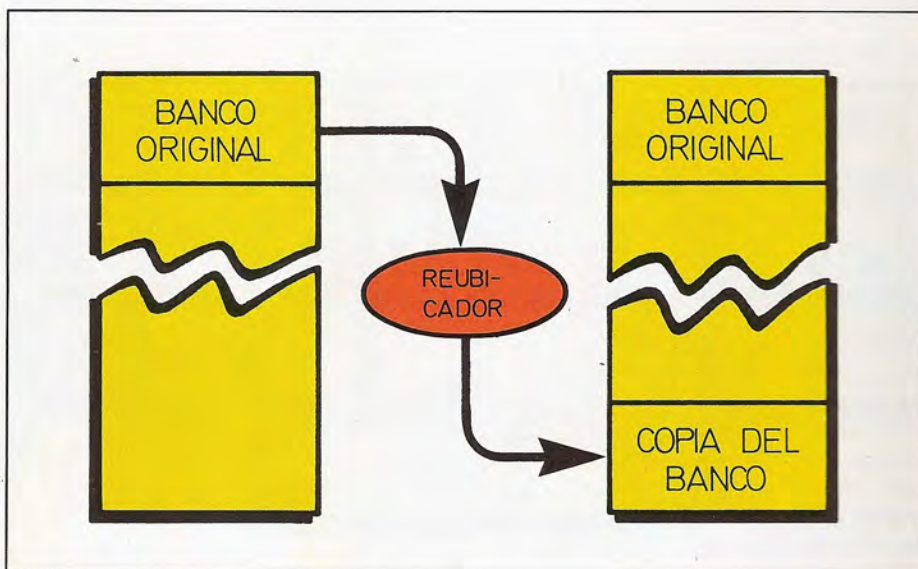 BANCO
ORIGINAL
REUBI-
CADOR
BANCO
ORIGINAL
COPIA DEL
BANCO